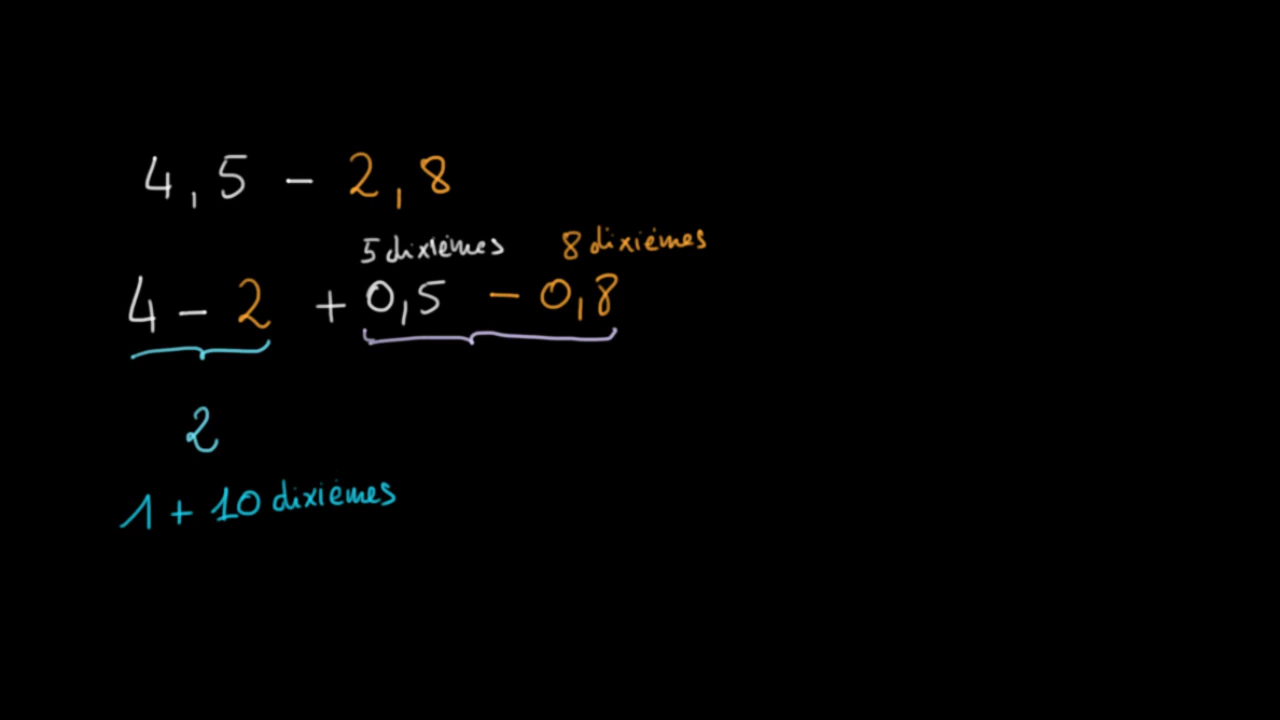 4,5 - 2,8
5 dixièmes 8 dixièmes
4 - 2 + 0,5 - 0,8
2
1 + 10 dixièmes